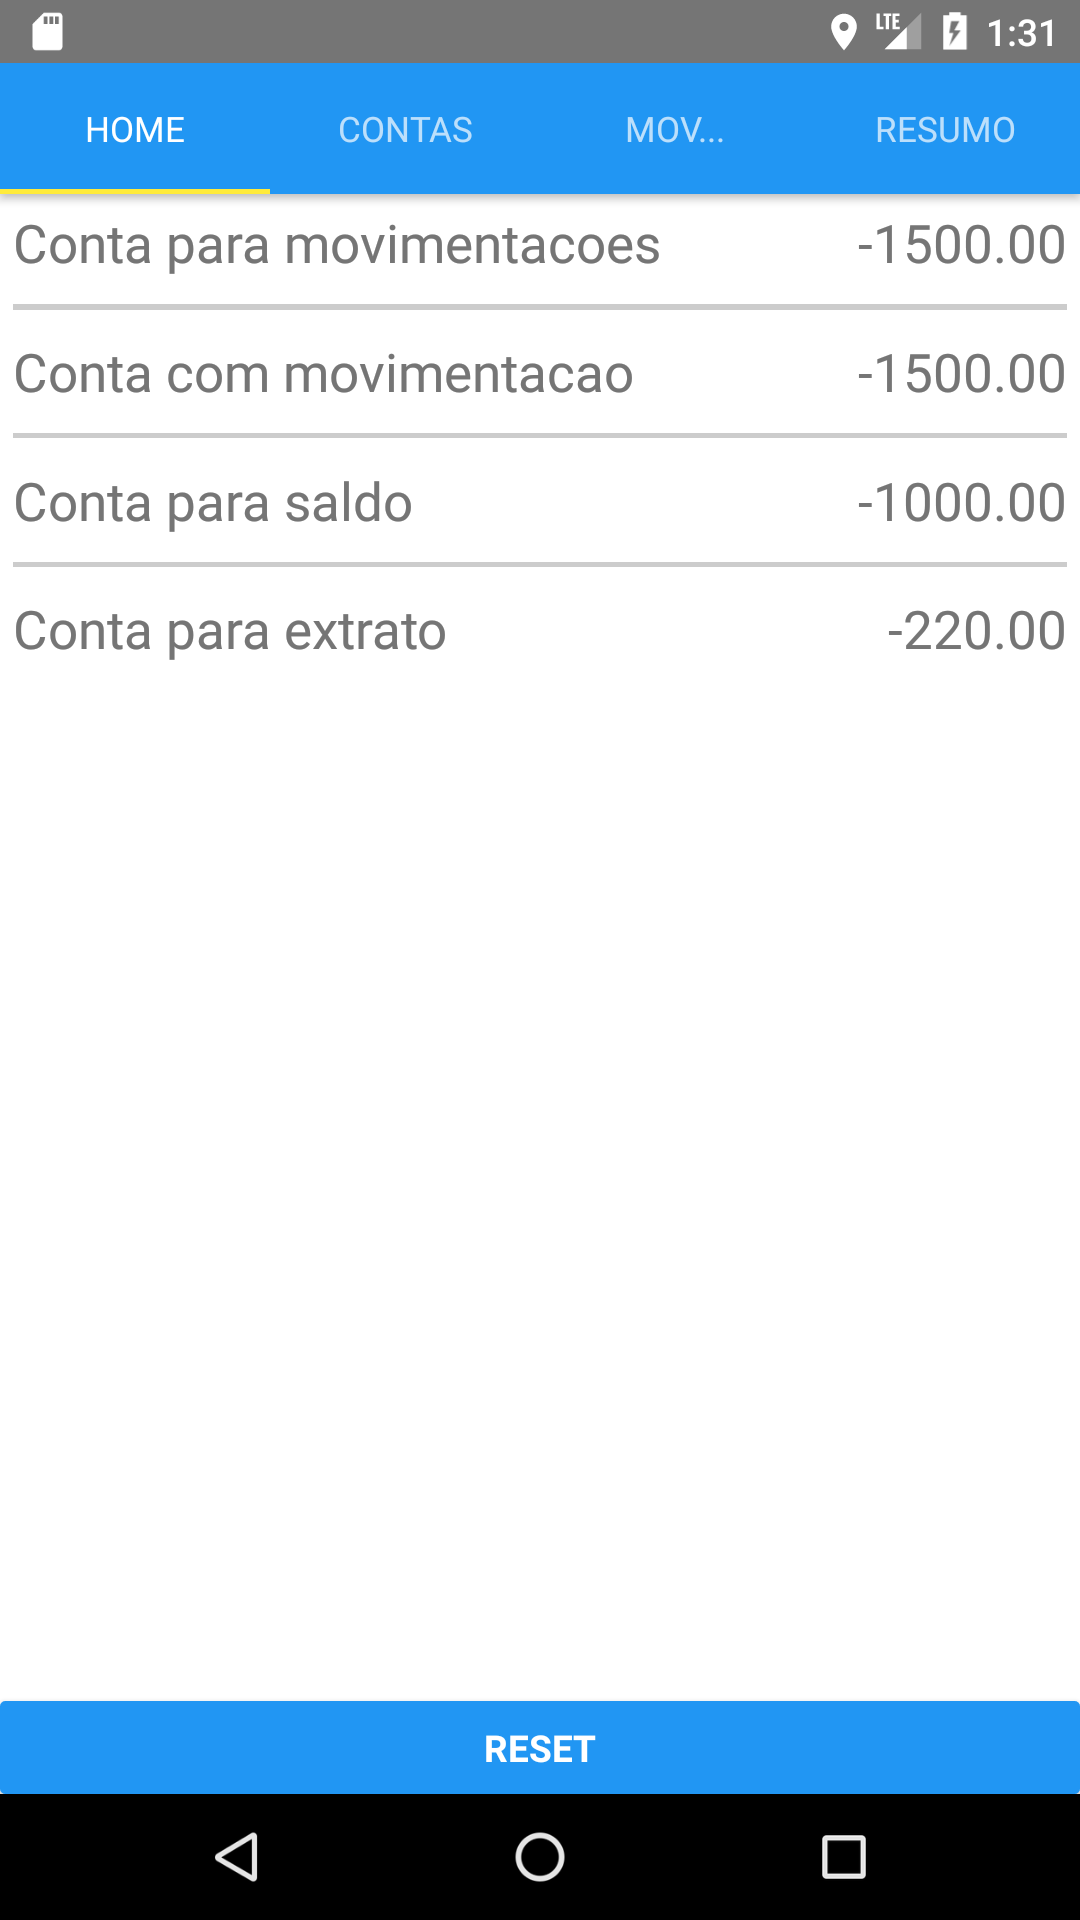 LTE 1:31
HOME CONTAS MOV... RESUMO
Conta para movimentacoes -1500.00
Conta com movimentacao -1500.00
Conta para saldo -1000.00
Conta para extrato -220.00
RESET